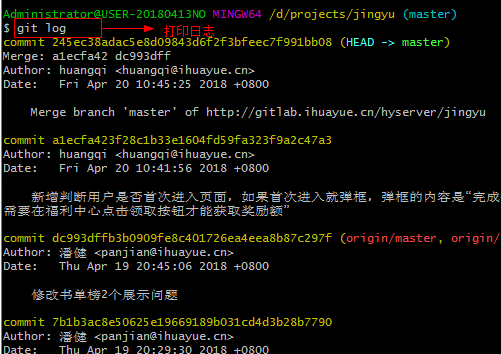 Administrator@USER-20180413NO MINGW64 /d/projects/jingyu (master)
$ git log 打印日志
commit 245ec38adac5e8d09843d6f2f3bfeec7f991bb08 (HEAD -> master)
Merge: a1ecfa42 dc993dff
Author: huangqi <huangqi@ihuayue.cn>
Date:   Fri Apr 20 10:45:25 2018 +0800
Merge branch 'master' of http://gitlab.ihuayue.cn/hyserver/jingyu
commit a1ecfa423f28c1b33e1604fd59fa323f9a2c47a3
Author: huangqi <huangqi@ihuayue.cn>
Date:   Fri Apr 20 10:41:56 2018 +0800
新增判断用户是否首次进入页面，如果首次进入就弹框，弹框的内容是“完成
需要在福利中心点击领取按钮才能获取奖励额”
commit dc993dffb3b0909fe8c401726ea4eea8b87c297f (origin/master, origin/
Author: 潘健 <panjian@ihuayue.cn>
Date:   Thu Apr 19 20:45:06 2018 +0800
修改书单榜2个展示问题
commit 7b1b3ac8e50625e19669189b031cd4d3b28b7790
Author: 潘健 <panjian@ihuayue.cn>
Date:   Thu Apr 19 20:29:30 2018 +0800